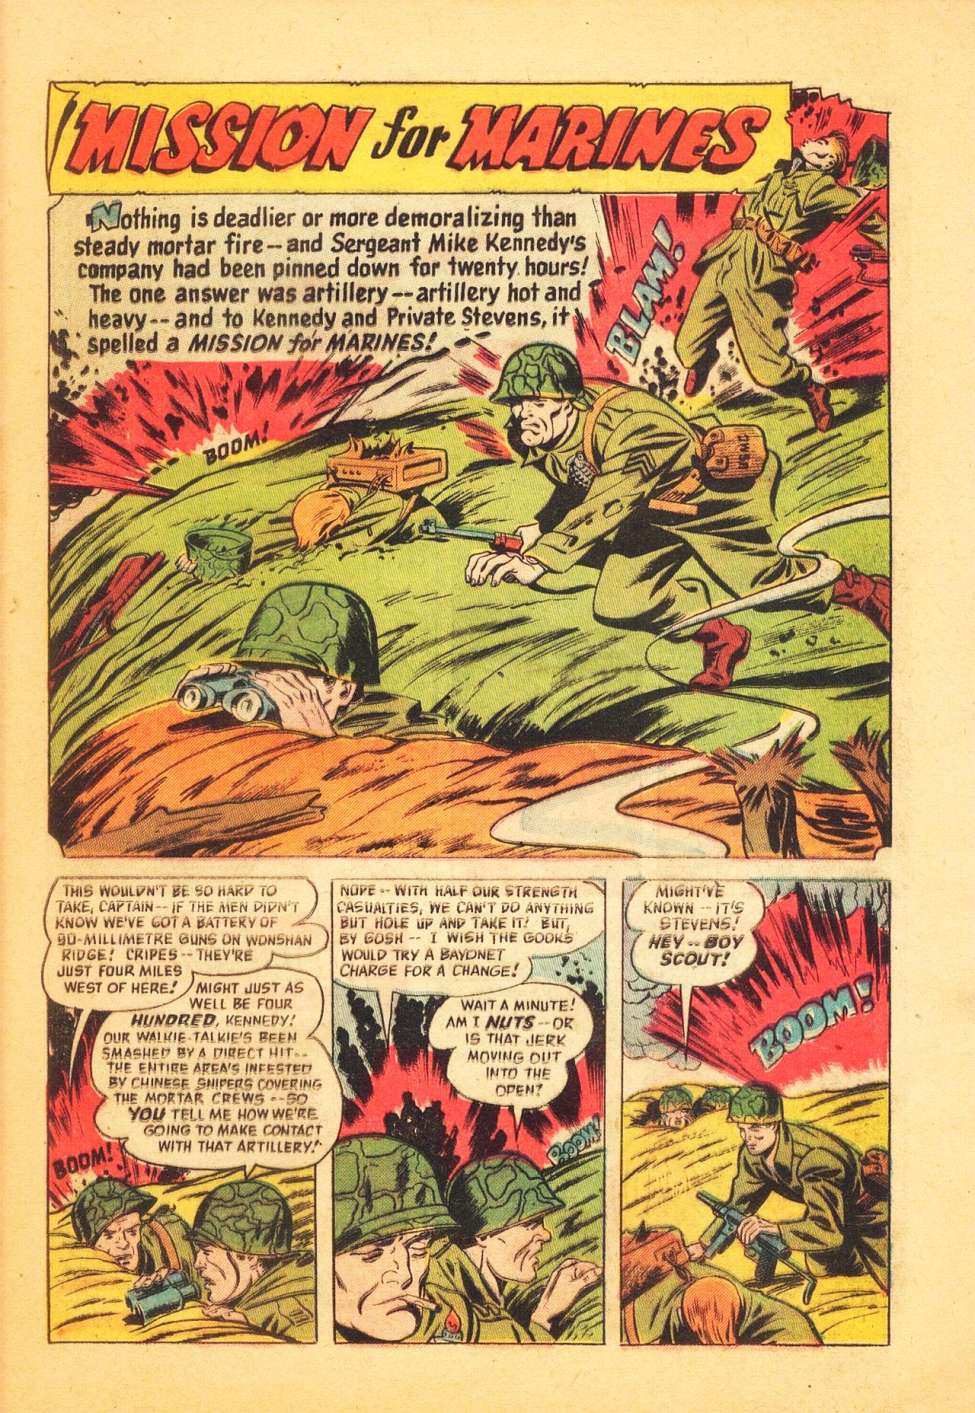 MISSION for MARINES
Nothing is deadlier or more demoralizing than
steady mortar fire -- and Sergeant Mike Kennedy's
company had been pinned down for twenty hours!
The one answer was artillery -- artillery hot and
heavy -- and to Kennedy and Private Stevens, it
spelled a MISSION for MARINES!
BLAM!
BOOM!
THIS WOULDN'T BE SO HARD TO
TAKE, CAPTAIN -- IF THE MEN DIDN'T
KNOW WE'VE GOT A BATTERY OF
90-MILLIMETRE GUNS ON WONSHAN
RIDGE! CRIPES -- THEY'RE
JUST FOUR MILES
WEST OF HERE!
MIGHT JUST AS
WELL BE FOUR
HUNDRED, KENNEDY!
OUR WALKIE-TALKIE'S BEEN
SMASHED BY A DIRECT HIT --
THE ENTIRE AREA'S INFESTED
BY CHINESE SNIPERS COVERING
THE MORTAR CREWS -- SO
YOU TELL ME HOW WE'RE
GOING TO MAKE CONTACT
WITH THAT ARTILLERY!
BOOM!
NOPE -- WITH HALF OUR STRENGTH
CASUALTIES, WE CAN'T DO ANYTHING
BUT HOLE UP AND TAKE IT! BUT,
BY GOSH -- I WISH THE GOOKS
WOULD TRY A BAYONET
CHARGE FOR A CHANGE!
WAIT A MINUTE!
AM I NUTS -- OR
IS THAT JERK
MOVING OUT
INTO THE
OPEN?
BOOM!
MIGHT'VE
KNOWN -- IT'S
STEVENS!
HEY -- BOY
SCOUT!
BOOM!